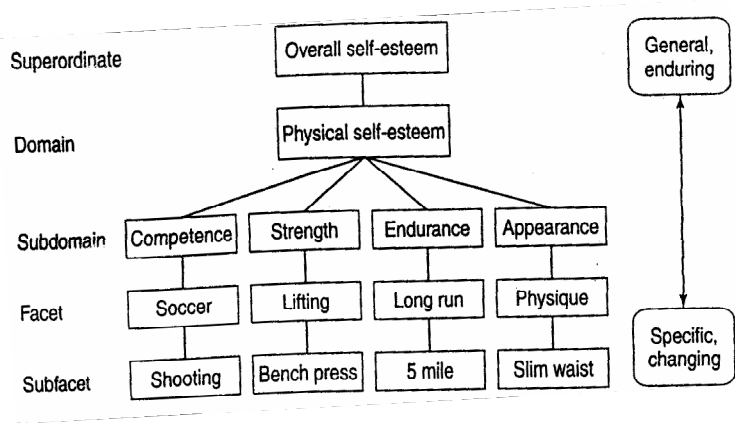 Superordinate
Overall self-esteem
General,
enduring
Domain
Physical self-esteem
Subdomain
Competence
Strength
Endurance
Appearance
Facet
Soccer
Lifting
Long run
Physique
Specific,
changing
Subfacet
Shooting
Bench press
5 mile
Slim waist